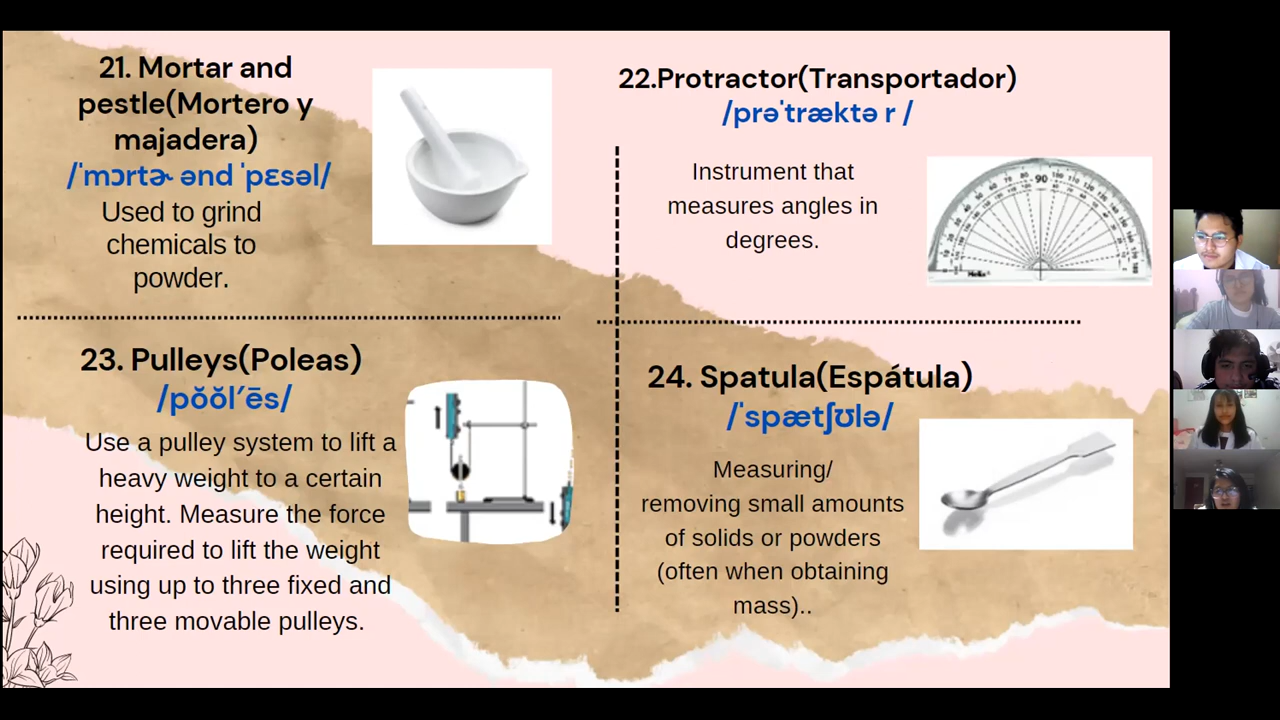 21. Mortar and
pestle(Mortero y
majadera)
/ˈmɔrtɚ ənd ˈpɛsəl/
Used to grind
chemicals to
powder.
22.Protractor(Transportador)
/prəˈtræktə r /
Instrument that
measures angles in
degrees.
90
23. Pulleys(Poleas)
/po͝ol′ēs/
Use a pulley system to lift a
heavy weight to a certain
height. Measure the force
required to lift the weight
using up to three fixed and
three movable pulleys.
24. Spatula(Espátula)
/ˈspætʃʊlə/
Measuring/
removing small amounts
of solids or powders
(often when obtaining
mass)..